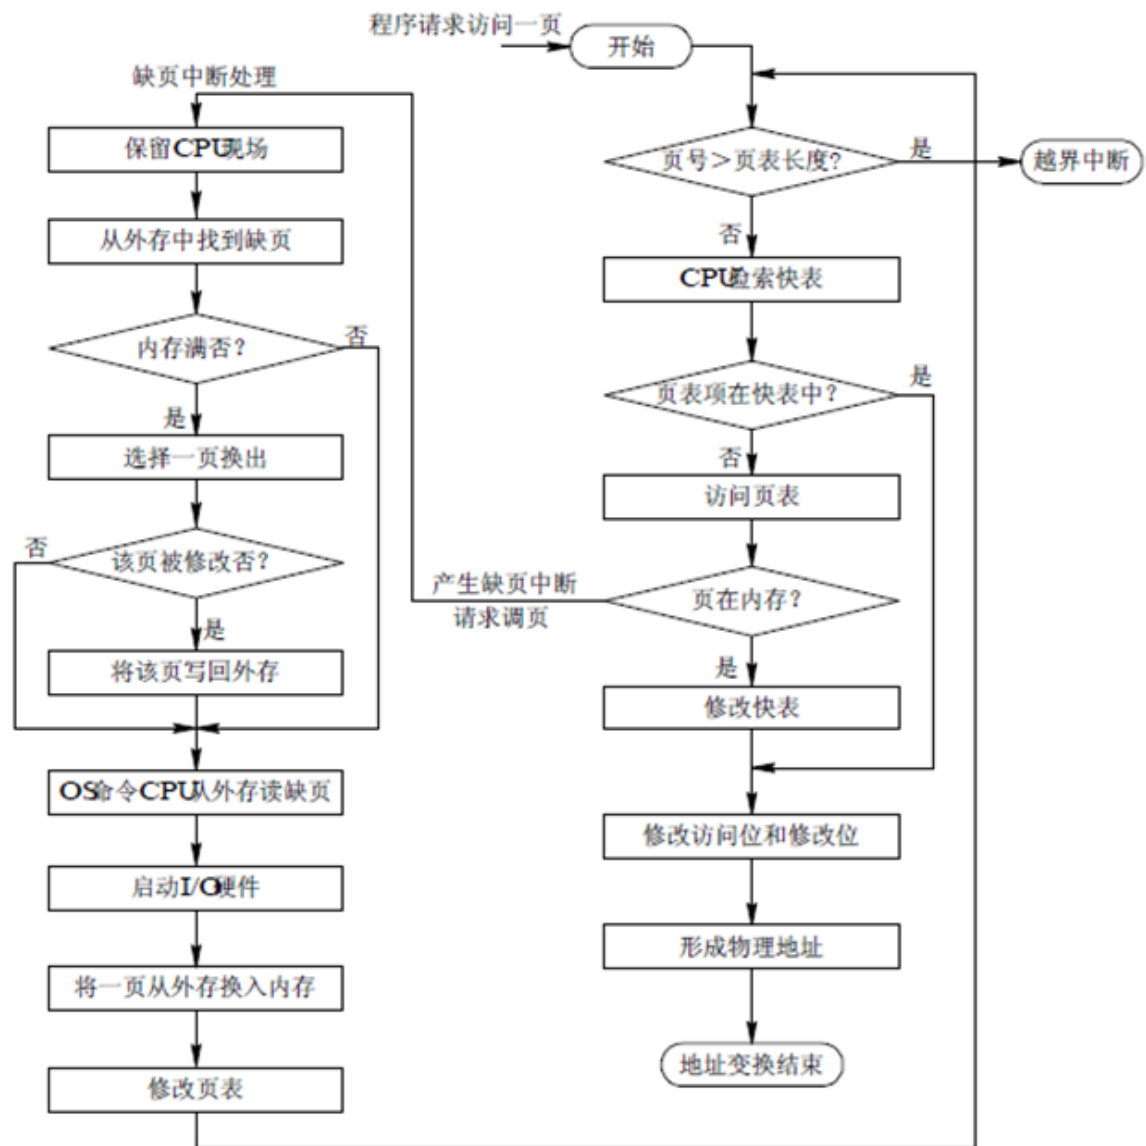 程序请求访问一页
开始
缺页中断处理
保留CPU现场
页号＞页表长度?
是
越界中断
否
从外存中找到缺页
CPU检索快表
内存满否?
否
页表项在快表中?
是
是
否
选择一页换出
访问页表
否
该页被修改否?
产生缺页中断
请求调页
页在内存?
是
是
将该页写回外存
修改快表
OS命令CPU从外存读缺页
修改访问位和修改位
启动I/O硬件
形成物理地址
将一页从外存换入内存
地址变换结束
修改页表